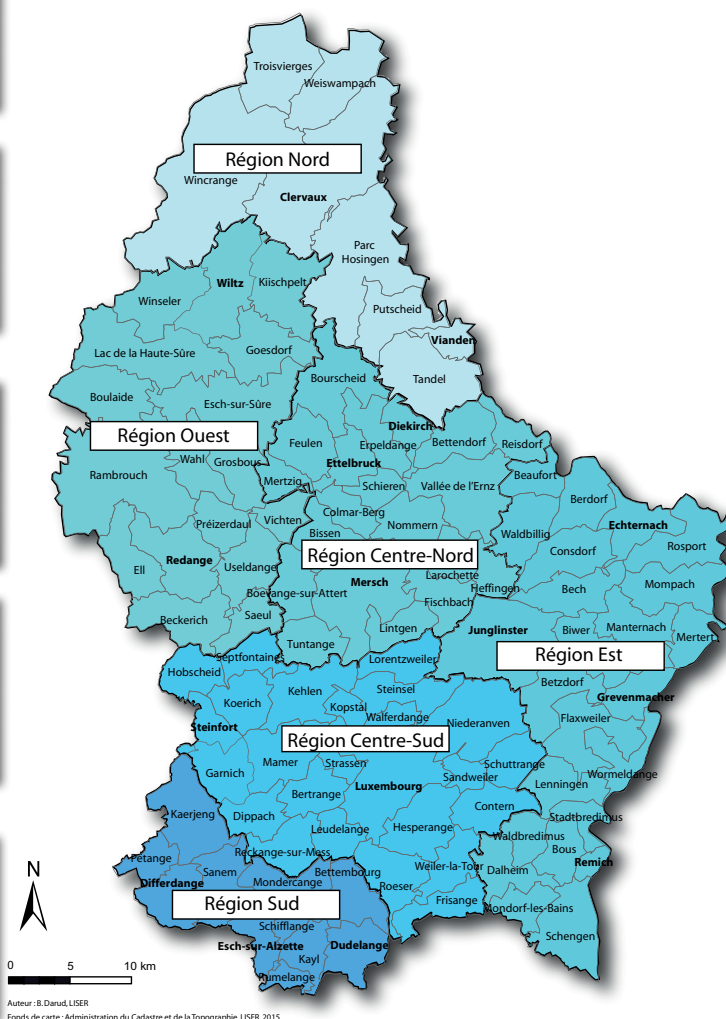 Troisvierges
Weiswampach
Région Nord
Wincrange
Clervaux
Parc
Hosingen
Wiltz
Kiischpelt
Winseler
Putscheid
Vianden
Lac de la Haute-Sûre
Goesdorf
Tandel
Bourscheid
Boulaide
Esch-sur-Sûre
Diekirch
Région Ouest
Feulen
Erpeldange
Bettendorf
Reisdorf
Wahl
Grosbous
Ettelbruck
Rambrouch
Mertzig
Schieren
Vallée de l'Ernz
Beaufort
Berdorf
Colmar-Berg
Préizerdaul
Vichten
Nommern
Echternach
Bissen
Waldbillig
Rosport
Région Centre-Nord
Consdorf
Redange
Useldange
Ell
Mersch
Larochette
Heffingen
Bech
Mompach
Boevange-sur-Attert
Fischbach
Beckerich
Saeul
Lintgen
Junglinster
Biwer
Manternach
Mertert
Tuntange
Région Est
Septfontaines
Lorentzweiler
Hobscheid
Kehlen
Steinsel
Betzdorf
Grevenmacher
Koerich
Kopstal
Walferdange
Niederanven
Flaxweiler
Steinfort
Région Centre-Sud
Mamer
Strassen
Schuttrange
Garnich
Sandweiler
Wormeldange
Luxembourg
Lenningen
Bertrange
Contern
Kaerjeng
Dippach
Stadtbredimus
Leudelange
Hesperange
Waldbredimus
Bous
Reckange-sur-Mess
Pétange
Weiler-la-Tour
Dalheim
Remich
Sanem
Bettembourg
Differdange
Mondercange
Roeser
Région Sud
Frisange
Mondorf-les-Bains
Schifflange
Esch-sur-Alzette
Dudelange
Schengen
Kayl
Rumelange
N
0 5 10 km
Auteur : B. Darud, LISER
Fonds de carte : Administration du Cadastre et de la Topographie, LISER, 2015